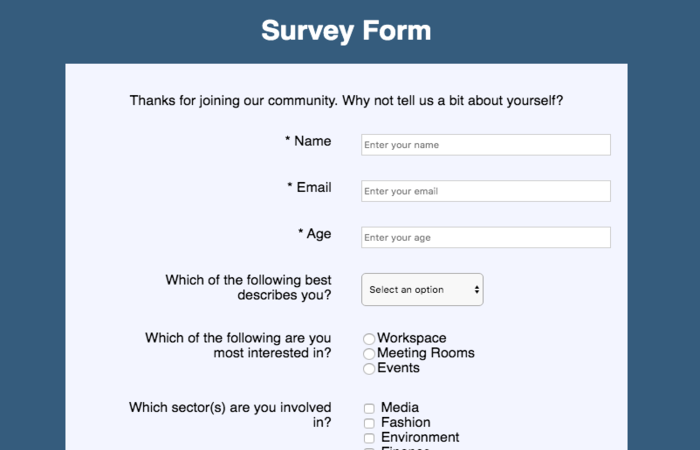 Survey Form
Thanks for joining our community. Why not tell us a bit about yourself?
* Name
Enter your name
* Email
Enter your email
* Age
Enter your age
Which of the following best
describes you?
Select an option
Which of the following are you
most interested in?
Workspace
Meeting Rooms
Events
Which sector(s) are you involved
in?
Media
Fashion
Environment